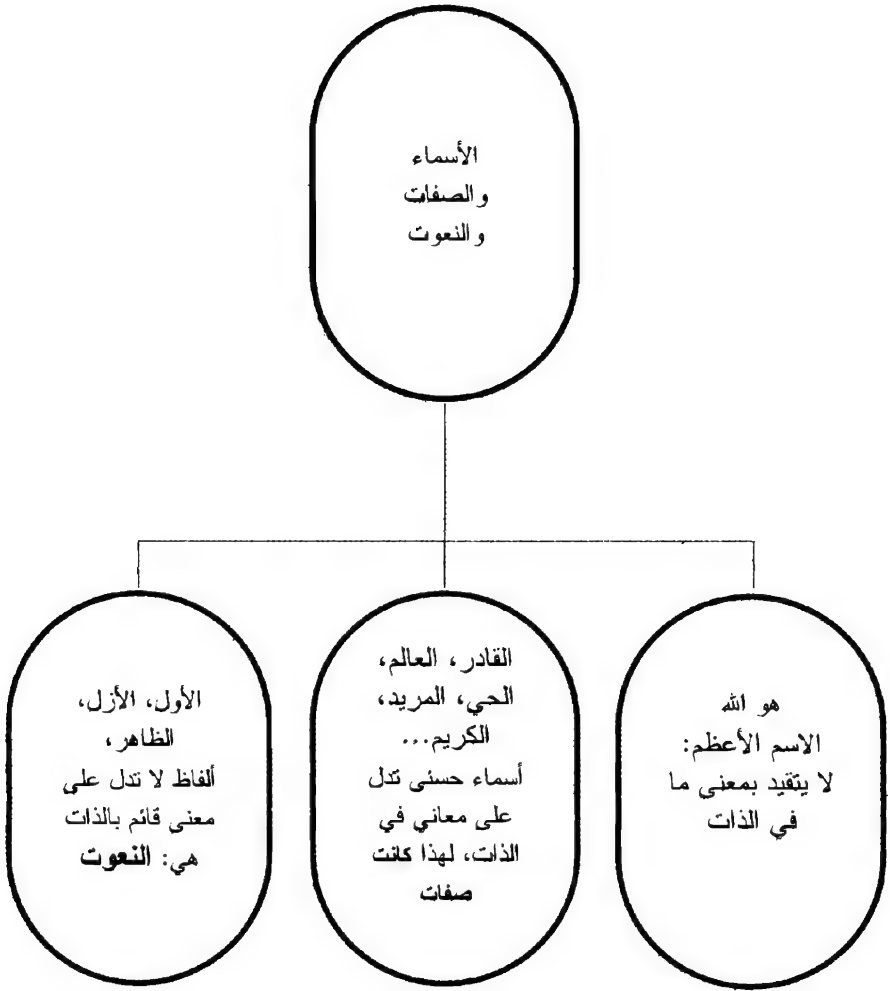 الأسماء
والصفات
والنعوت
هو الله
الاسم الأعظم:
لا يتقيد بمعنى ما
في الذات
القادر، العالم،
الحي، المريد،
الكريم...
أسماء حسنى تدل
على معاني في
الذات، لهذا كانت
صفات
الأول، الأزل،
الظاهر،
ألفاظ لا تدل على
معنى قائم بالذات
هي: النعوت